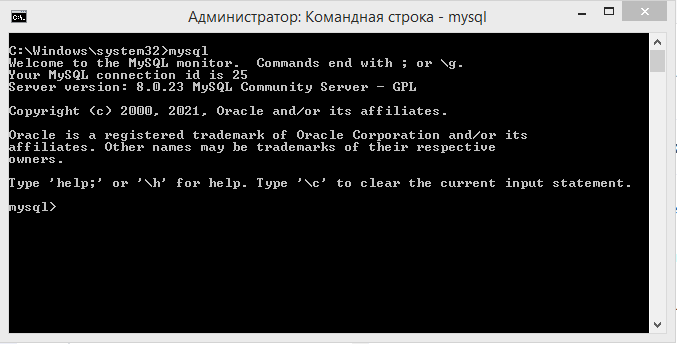 Администратор: Командная строка - mysql
C:\Windows\system32>mysql
Welcome to the MySQL monitor.  Commands end with ; or \g.
Your MySQL connection id is 25
Server version: 8.0.23 MySQL Community Server - GPL
Copyright (c) 2000, 2021, Oracle and/or its affiliates.
Oracle is a registered trademark of Oracle Corporation and/or its
affiliates. Other names may be trademarks of their respective
owners.
Type 'help;' or '\h' for help. Type '\c' to clear the current input statement.
mysql>